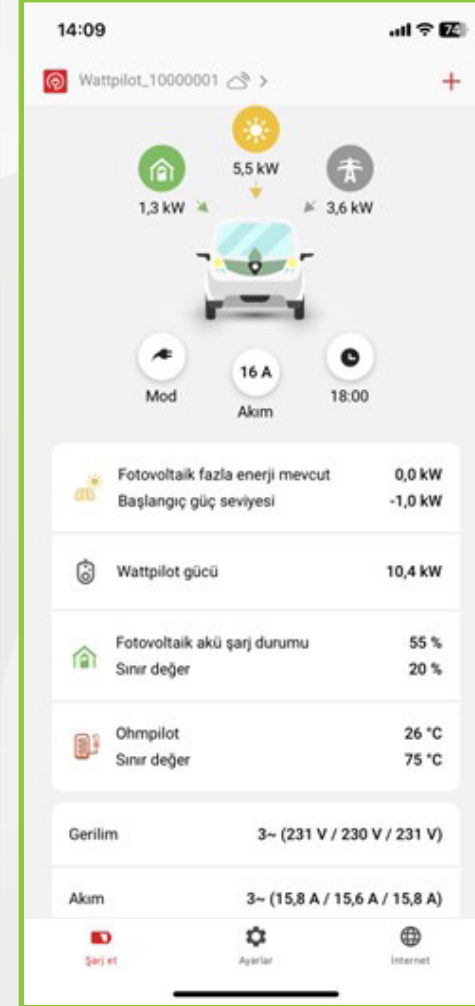 14:09
74
Wattpilot_10000001
5,5 kW
1,3 kW
3,6 kW
Mod
16 A
Akım
18:00
Fotovoltaik fazla enerji mevcut 0,0 kW
Başlangıç güç seviyesi -1,0 kW
Wattpilot gücü 10,4 kW
Fotovoltaik akü şarj durumu 55 %
Sınır değer 20 %
Ohmpilot 26 °C
Sınır değer 75 °C
Gerilim 3~ (231 V / 230 V / 231 V)
Akım 3~ (15,8 A / 15,6 A / 15,8 A)
Şarj et
Ayarlar
İnternet